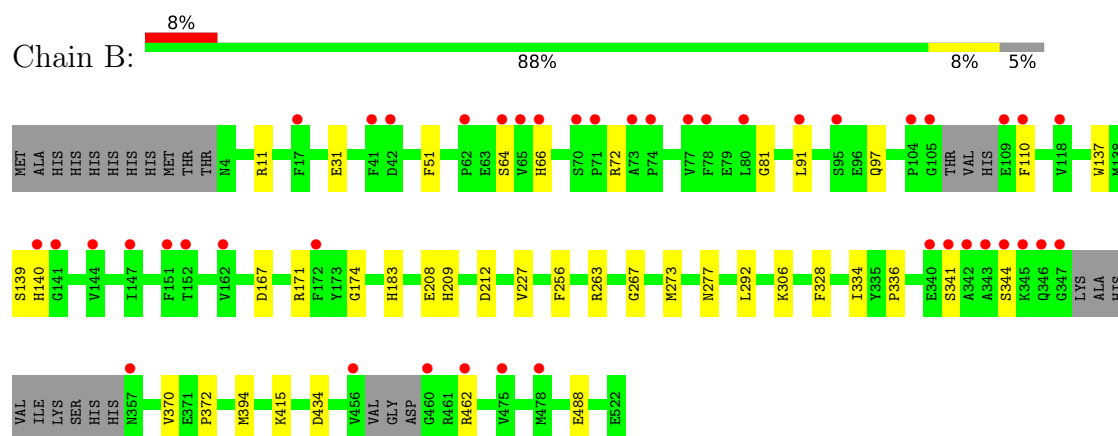 8%
Chain B:
88% 8% 5%
MET ALA HIS HIS HIS HIS HIS HIS MET THR THR N4 R11 F17 E31 F41 D42 F51 P62 E63 S64 V65 H66 S70 P71 R72 A73 P74 V77 F78 E79 L80 G81 L91 S95 E96 Q97 P104 G105 THR VAL HIS E109 F110 V118 W137 M138
S139 H140 G141 V144 I147 F151 T152 V162 D167 R171 F172 Y173 G174 H183 E208 H209 D212 V227 F256 R263 G267 M273 N277 L292 K306 F328 I334 Y335 P336 E340 S341 A342 A343 S344 K345 Q346 G347 LYS ALA HIS
VAL ILE LYS SER HIS HIS N357 V370 E371 P372 M394 K415 D434 V456 VAL GLY ASP G460 R461 R462 V475 M478 E488 E522